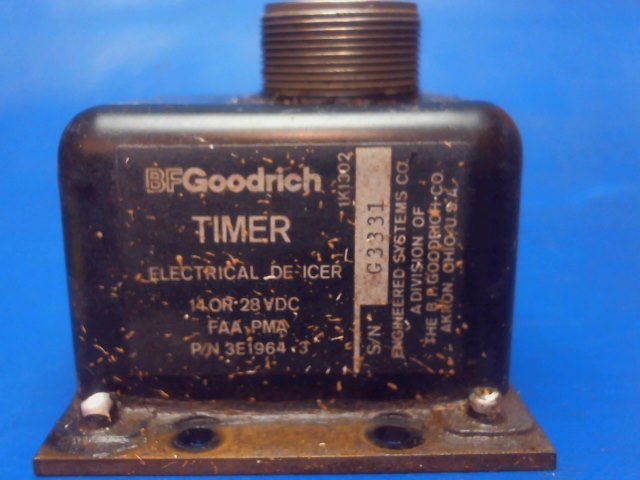 BFGoodrich
TIMER
ELECTRICAL DE-ICER
14 OR 28 VDC
FAA PMA
P/N 3E1964-3
1K1302
S/N G3331
ENGINEERED SYSTEMS CO.
A DIVISION OF
THE B.F. GOODRICH CO.
AKRON, OHIO, U.S.A.